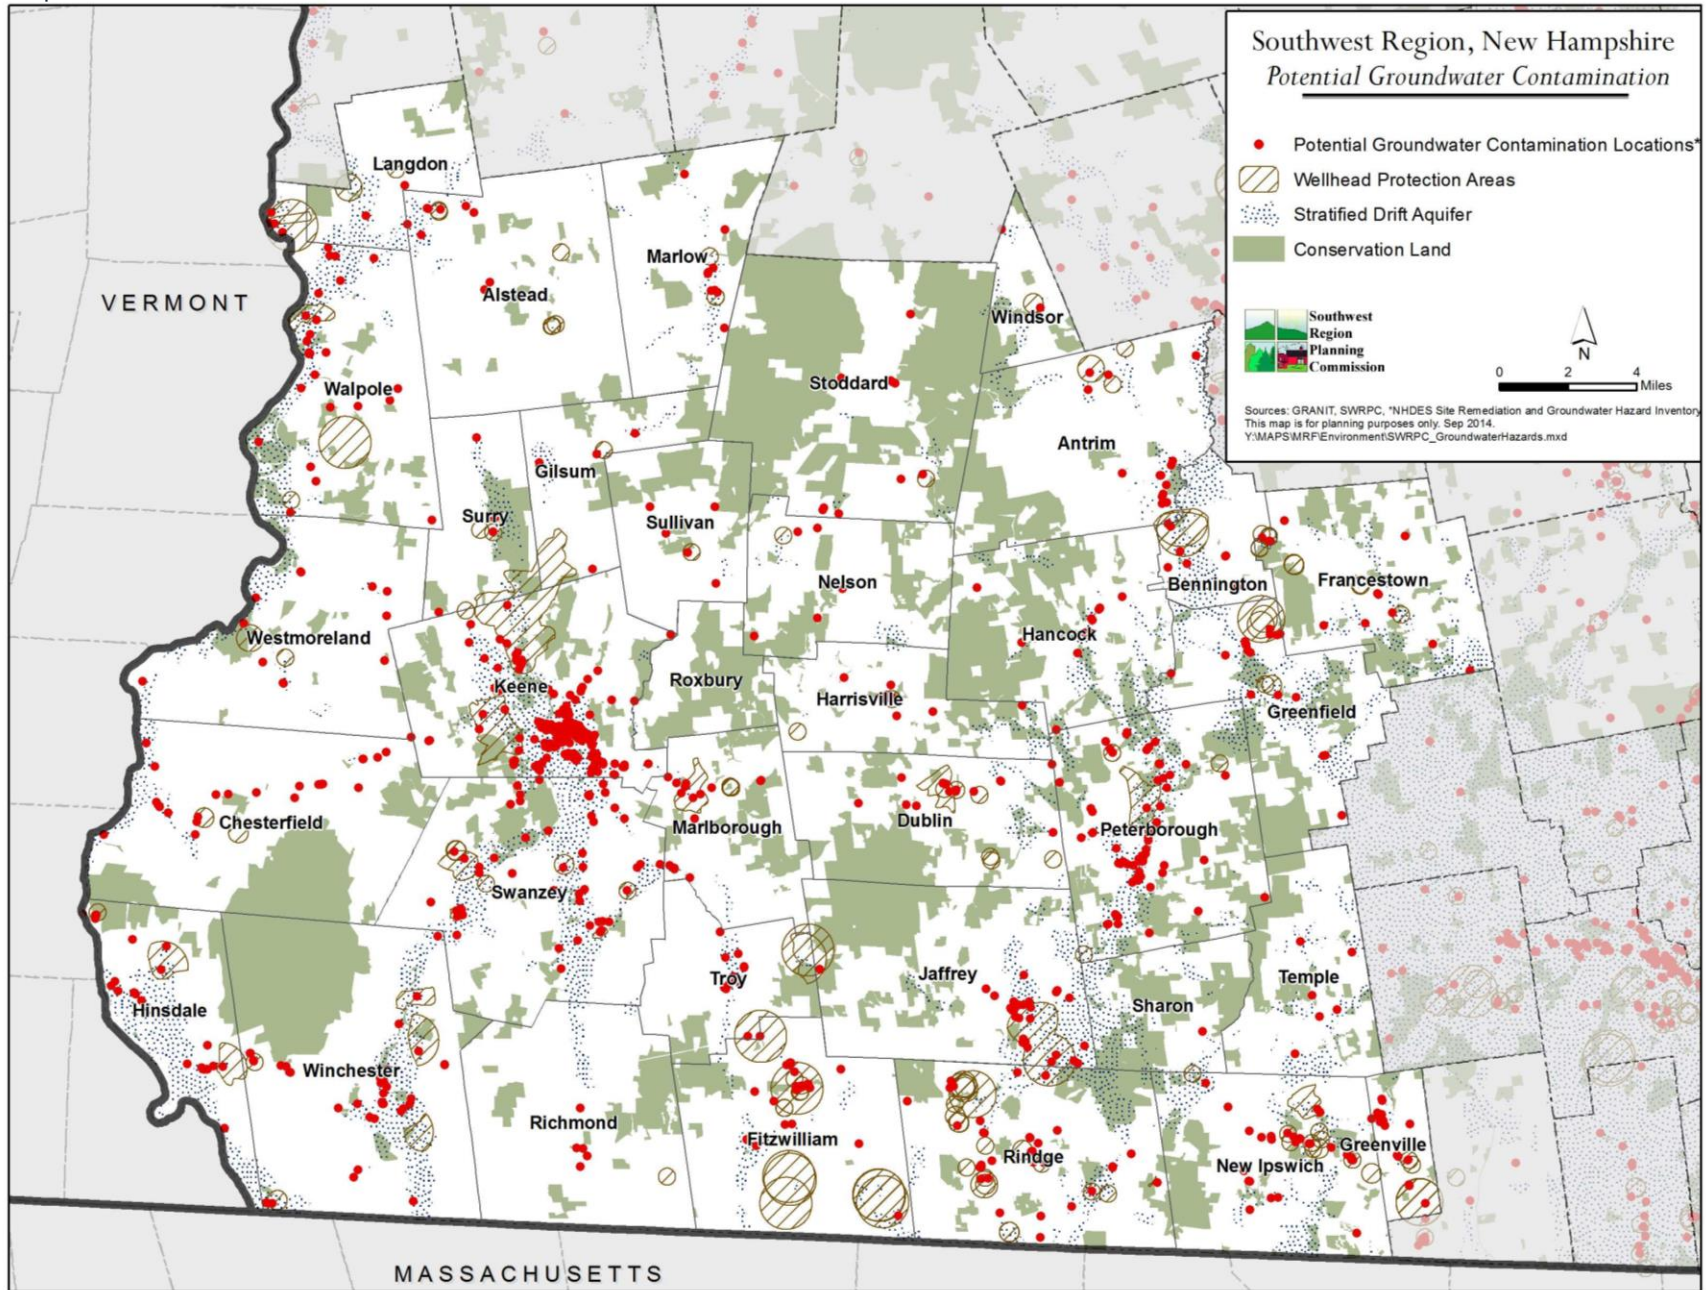 Southwest Region, New Hampshire
Potential Groundwater Contamination
Potential Groundwater Contamination Locations*
Wellhead Protection Areas
Stratified Drift Aquifer
Conservation Land
Southwest
Region
Planning
Commission
N
0 2 4
Miles
Sources: GRANIT, SWRPC, *NHDES Site Remediation and Groundwater Hazard Inventory
This map is for planning purposes only. Sep 2014.
Y:\MAPS\MRF\Environment\SWRPC_GroundwaterHazards.mxd
Langdon
Marlow
VERMONT
Alstead
Windsor
Stoddard
Walpole
Antrim
Gilsum
Surry
Sullivan
Nelson
Bennington
Francestown
Westmoreland
Hancock
Keene
Roxbury
Harrisville
Greenfield
Chesterfield
Marlborough
Dublin
Peterborough
Swanzey
Troy
Jaffrey
Sharon
Temple
Hinsdale
Winchester
Richmond
Fitzwilliam
Rindge
New Ipswich
Greenville
MASSACHUSETTS